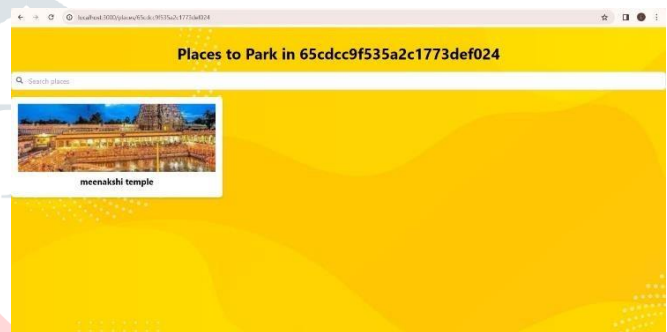 localhost:3000/places/65cdcc9f535a2c1773def024
Places to Park in 65cdcc9f535a2c1773def024
Search places
meenakshi temple